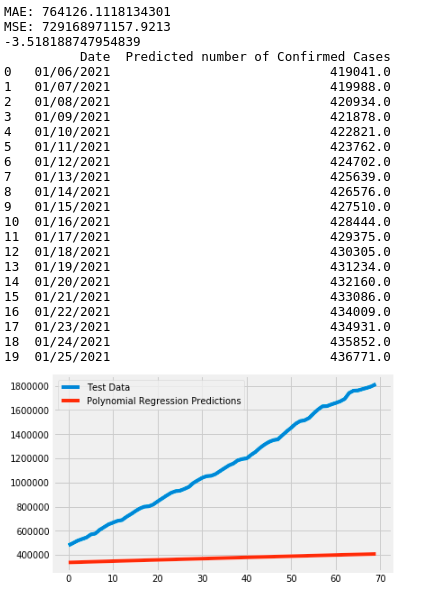 MAE: 764126.1118134301
MSE: 729168971157.9213
-3.518188747954839
Date Predicted number of Confirmed Cases
0 01/06/2021 419041.0
1 01/07/2021 419988.0
2 01/08/2021 420934.0
3 01/09/2021 421878.0
4 01/10/2021 422821.0
5 01/11/2021 423762.0
6 01/12/2021 424702.0
7 01/13/2021 425639.0
8 01/14/2021 426576.0
9 01/15/2021 427510.0
10 01/16/2021 428444.0
11 01/17/2021 429375.0
12 01/18/2021 430305.0
13 01/19/2021 431234.0
14 01/20/2021 432160.0
15 01/21/2021 433086.0
16 01/22/2021 434009.0
17 01/23/2021 434931.0
18 01/24/2021 435852.0
19 01/25/2021 436771.0
Test Data
Polynomial Regression Predictions
1800000
1600000
1400000
1200000
1000000
800000
600000
400000
0 10 20 30 40 50 60 70